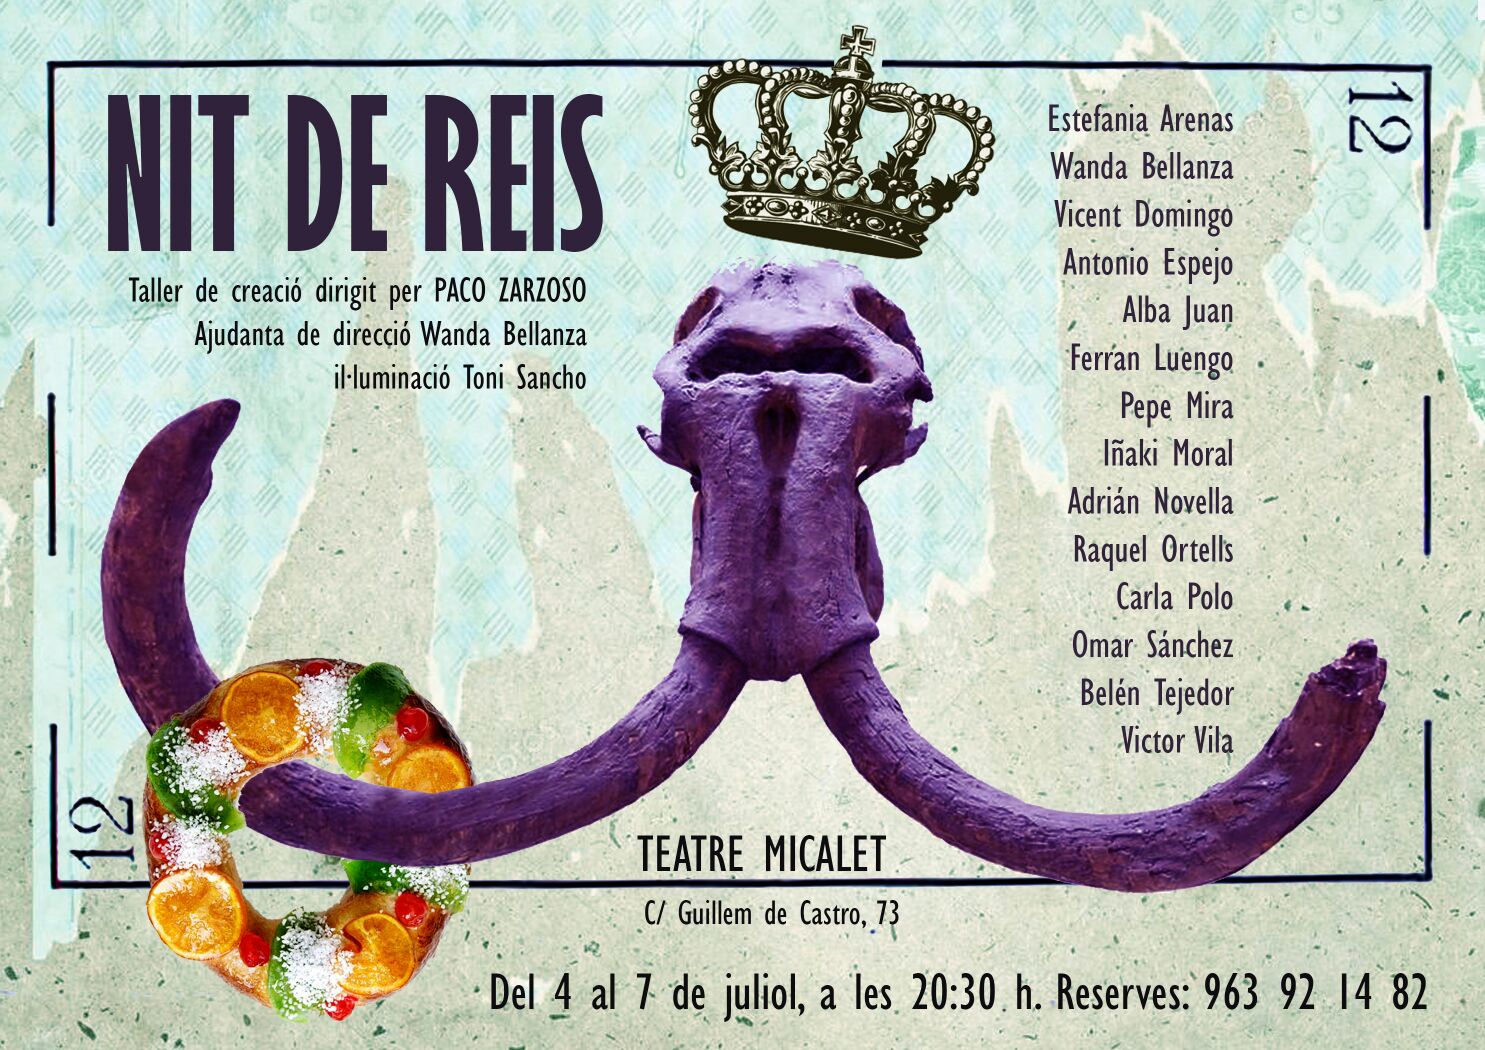 NIT DE REIS
Taller de creació dirigit per PACO ZARZOSO
Ajudanta de direcció Wanda Bellanza
il·luminació Toni Sancho
Estefania Arenas
Wanda Bellanza
Vicent Domingo
Antonio Espejo
Alba Juan
Ferran Luengo
Pepe Mira
Iñaki Moral
Adrián Novella
Raquel Ortells
Carla Polo
Omar Sánchez
Belén Tejedor
Victor Vila
12
12
TEATRE MICALET
C/ Guillem de Castro, 73
Del 4 al 7 de juliol, a les 20:30 h. Reserves: 963 92 14 82